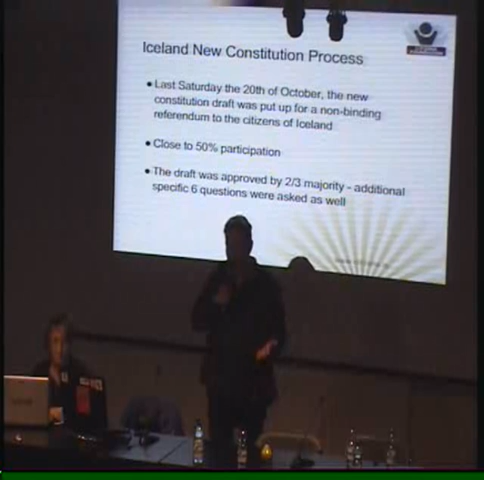 Iceland New Constitution Process
• Last Saturday the 20th of October, the new
constitution draft was put up for a non-binding
referendum to the citizens of Iceland
• Close to 50% participation
• The draft was approved by 2/3 majority - additional
specific 6 questions were asked as well